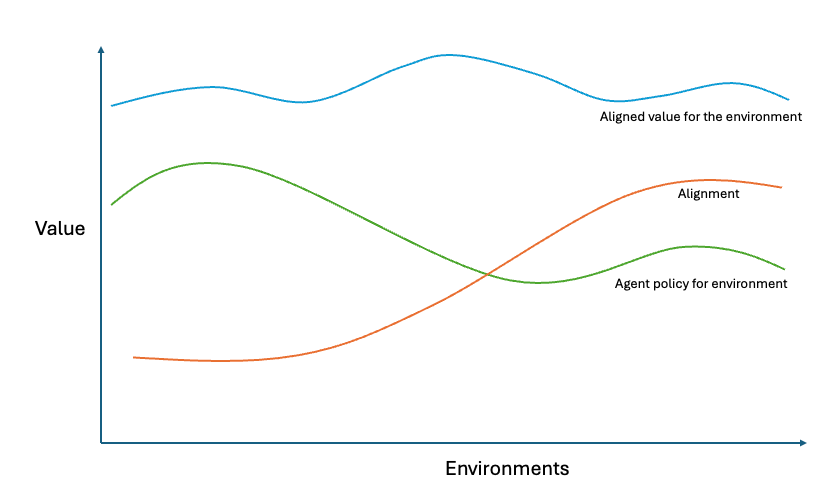 Aligned value for the environment
Alignment
Value
Agent policy for environment
Environments